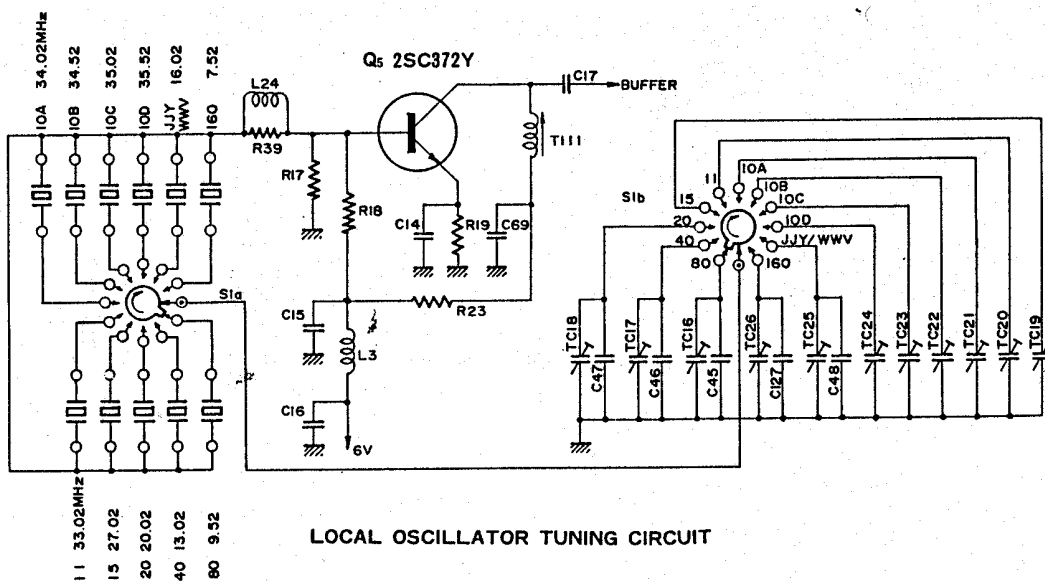 34.02MHz
34.52
35.02
35.52
16.02
7.52
10A
10B
10C
10D
JJY
WWV
160
L24
R39
Q5 2SC372Y
C17
BUFFER
T111
R17
R18
C14
R19
C69
S1a
C15
R23
L3
C16
6V
S1b
11
10A
10B
15
10C
20
10D
40
JJY/WWV
80
160
TC18
C47
TC17
C46
TC16
C45
TC26
C127
TC25
C48
TC24
TC23
TC22
TC21
TC20
TC19
11 33.02MHz
15 27.02
20 20.02
40 13.02
80 9.52
LOCAL OSCILLATOR TUNING CIRCUIT